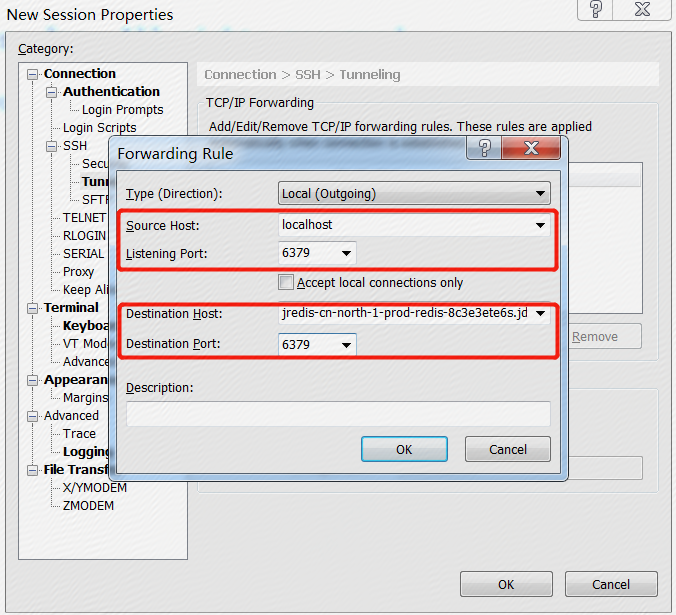 New Session Properties
Category:
Connection
Authentication
Login Prompts
Login Scripts
SSH
Tunn
SFT
TELNET
RLOGIN
SERIAL
Proxy
Keep Ali
Terminal
Keyboa
VT Mod
Advance
Appearan
Margins
Advanced
Trace
Logging
File Transf
X/YMODEM
ZMODEM
Connection > SSH > Tunneling
TCP/IP Forwarding
Add/Edit/Remove TCP/IP forwarding rules. These rules are applied
Remove
Forwarding Rule
Type (Direction): Local (Outgoing)
Source Host: localhost
Listening Port: 6379
Accept local connections only
Destination Host: jredis-cn-north-1-prod-redis-8c3e3ete6s.jd
Destination Port: 6379
Description:
OK Cancel
OK Cancel